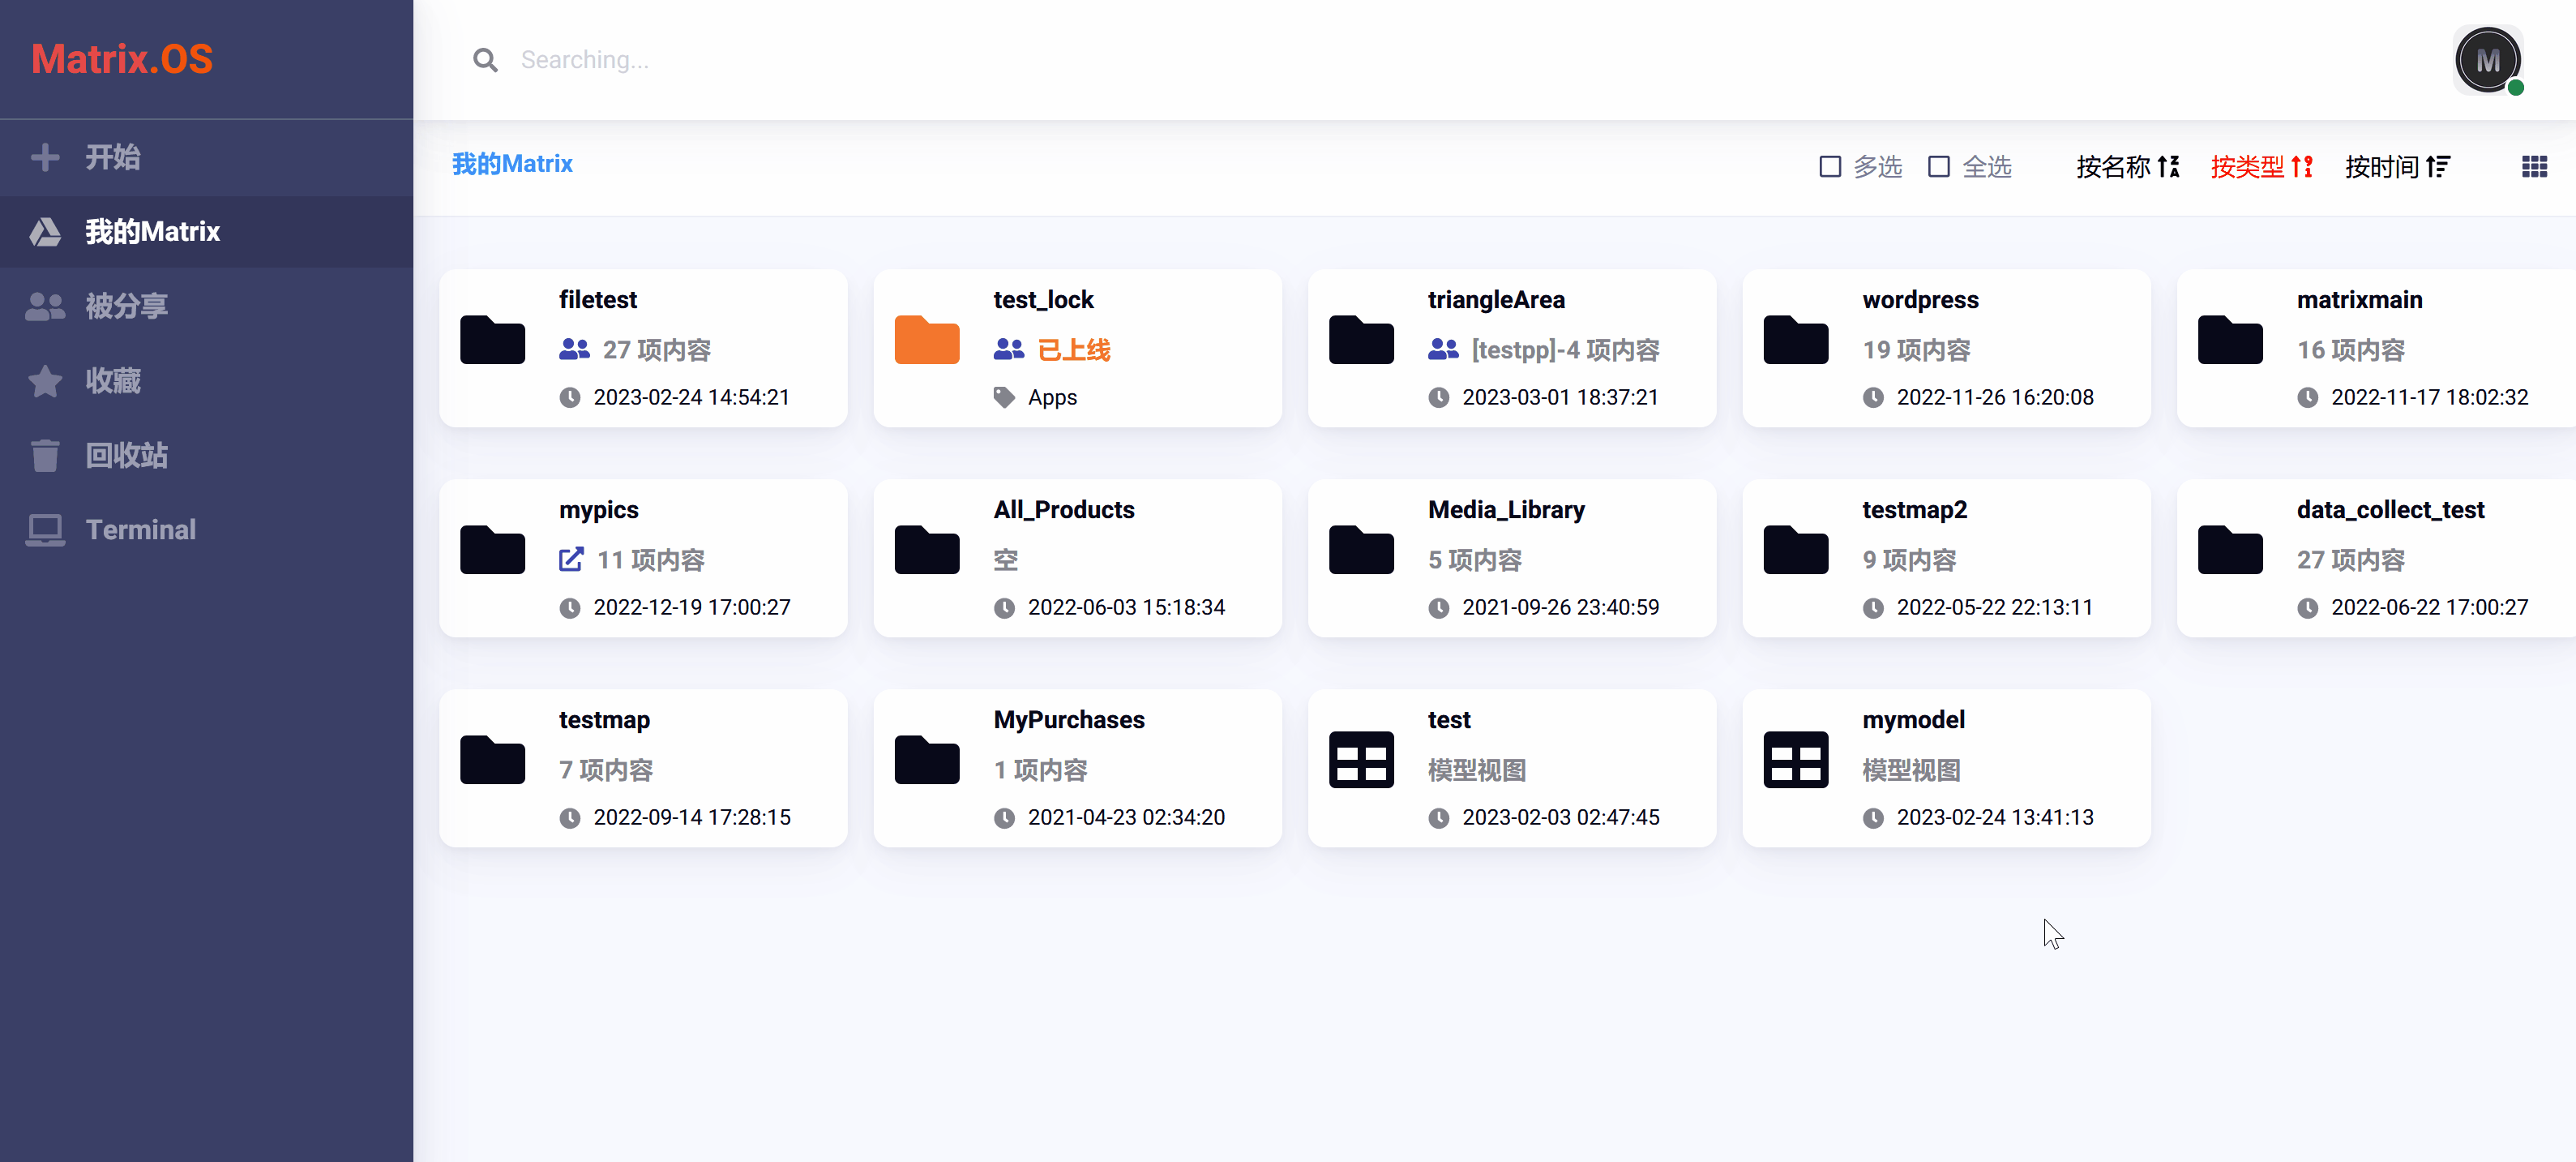 Matrix.OS
Searching...
M
开始
我的Matrix
被分享
收藏
回收站
Terminal
我的Matrix
多选 全选 按名称 按类型 按时间
filetest
27 项内容
2023-02-24 14:54:21
test_lock
已上线
Apps
triangleArea
[testpp]-4 项内容
2023-03-01 18:37:21
wordpress
19 项内容
2022-11-26 16:20:08
matrixmain
16 项内容
2022-11-17 18:02:32
mypics
11 项内容
2022-12-19 17:00:27
All_Products
空
2022-06-03 15:18:34
Media_Library
5 项内容
2021-09-26 23:40:59
testmap2
9 项内容
2022-05-22 22:13:11
data_collect_test
27 项内容
2022-06-22 17:00:27
testmap
7 项内容
2022-09-14 17:28:15
MyPurchases
1 项内容
2021-04-23 02:34:20
test
模型视图
2023-02-03 02:47:45
mymodel
模型视图
2023-02-24 13:41:13